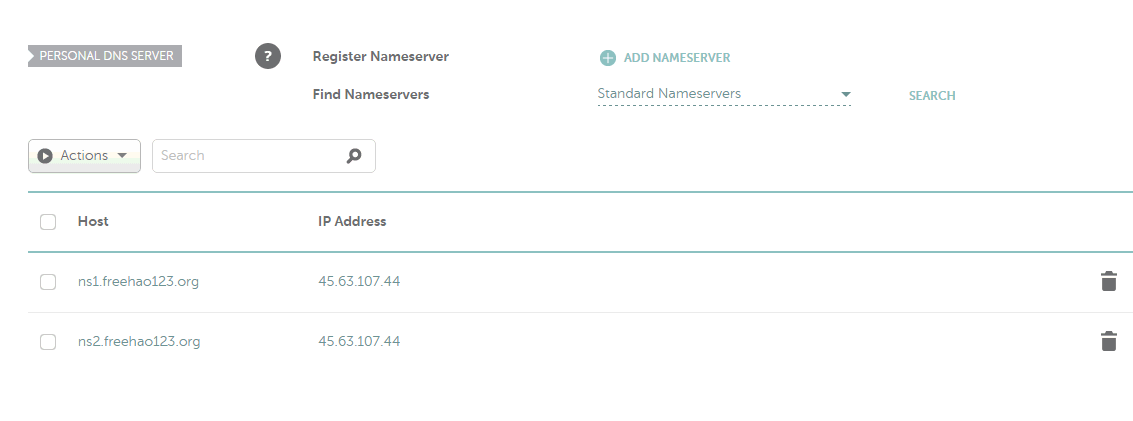 PERSONAL DNS SERVER ? Register Nameserver ADD NAMESERVER
Find Nameservers Standard Nameservers SEARCH
Actions Search
Host IP Address
ns1.freehao123.org 45.63.107.44
ns2.freehao123.org 45.63.107.44